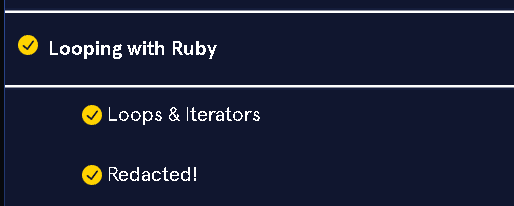 Looping with Ruby
Loops & Iterators
Redacted!